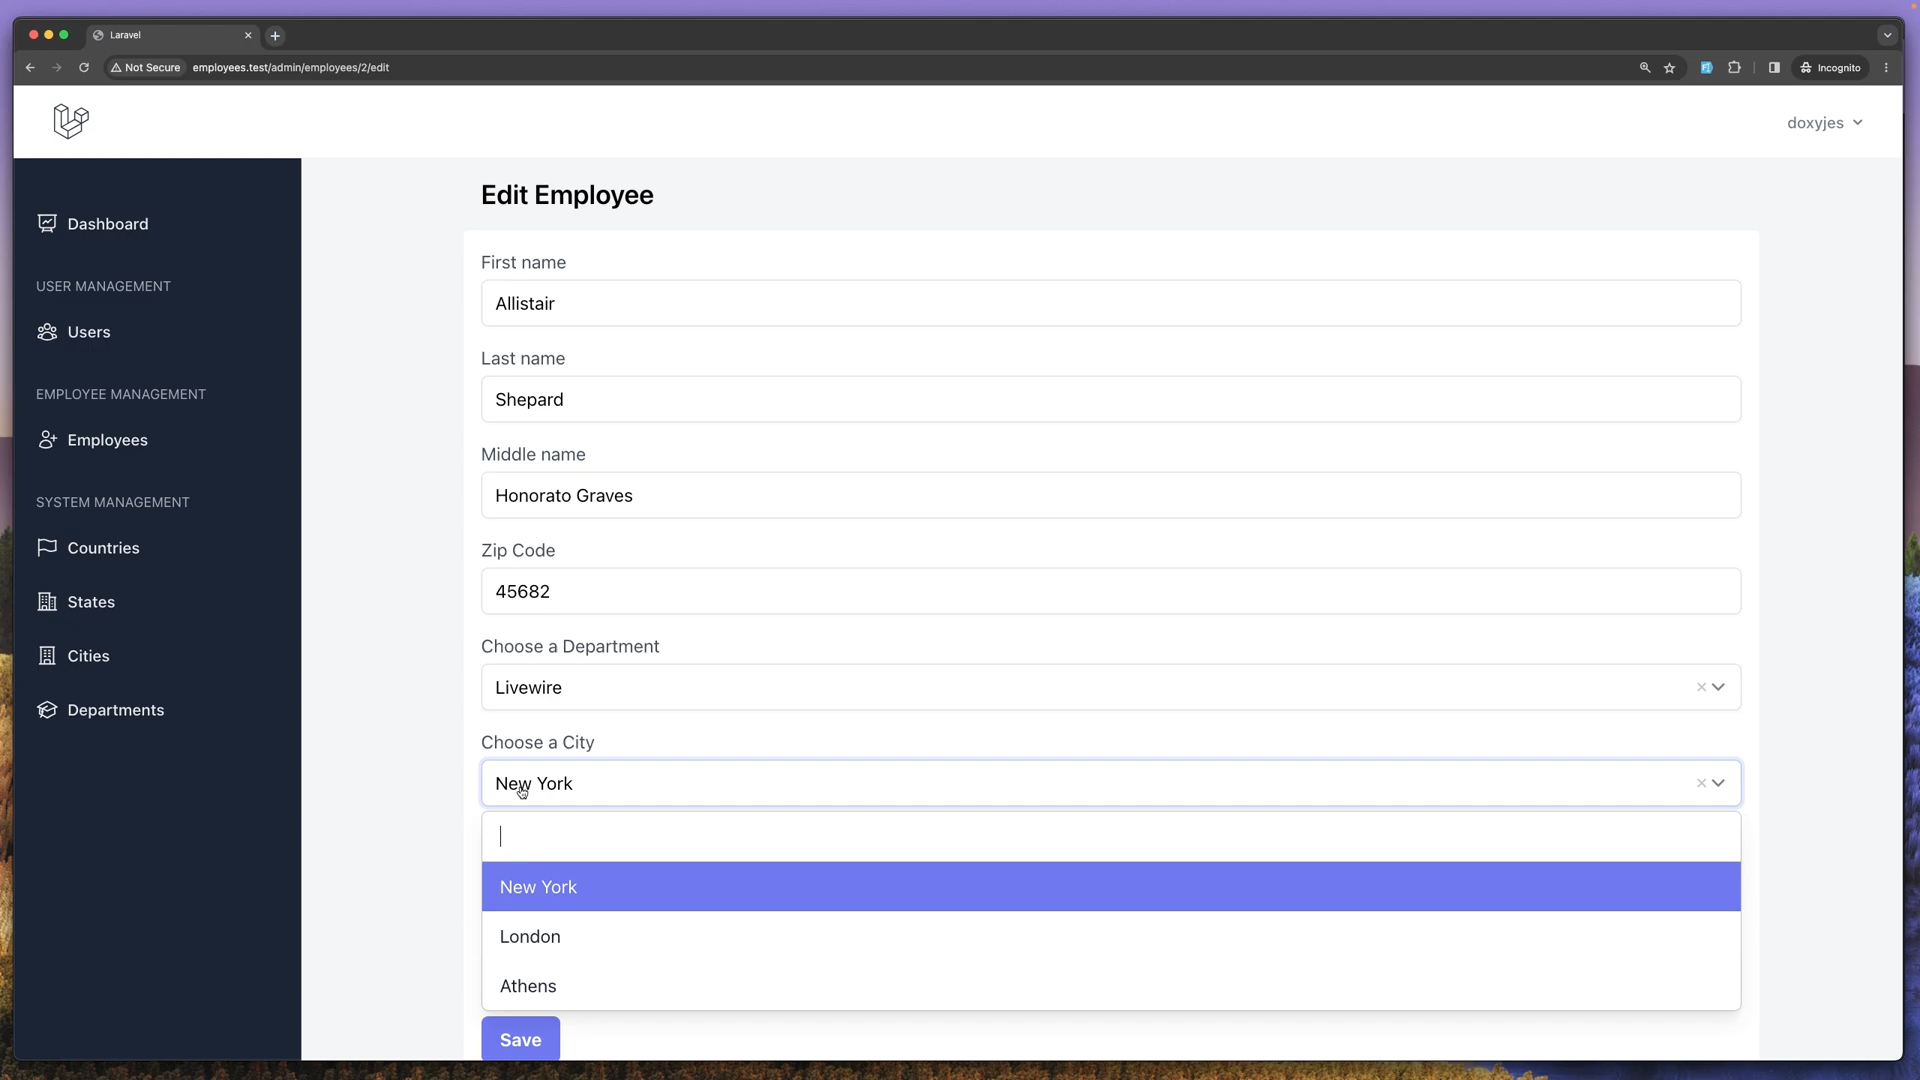 Laravel
Not Secure
employees.test/admin/employees/2/edit
Incognito
doxyjes
Dashboard
USER MANAGEMENT
Users
EMPLOYEE MANAGEMENT
Employees
SYSTEM MANAGEMENT
Countries
States
Cities
Departments
Edit Employee
First name
Allistair
Last name
Shepard
Middle name
Honorato Graves
Zip Code
45682
Choose a Department
Livewire
Choose a City
New York
New York
London
Athens
Save